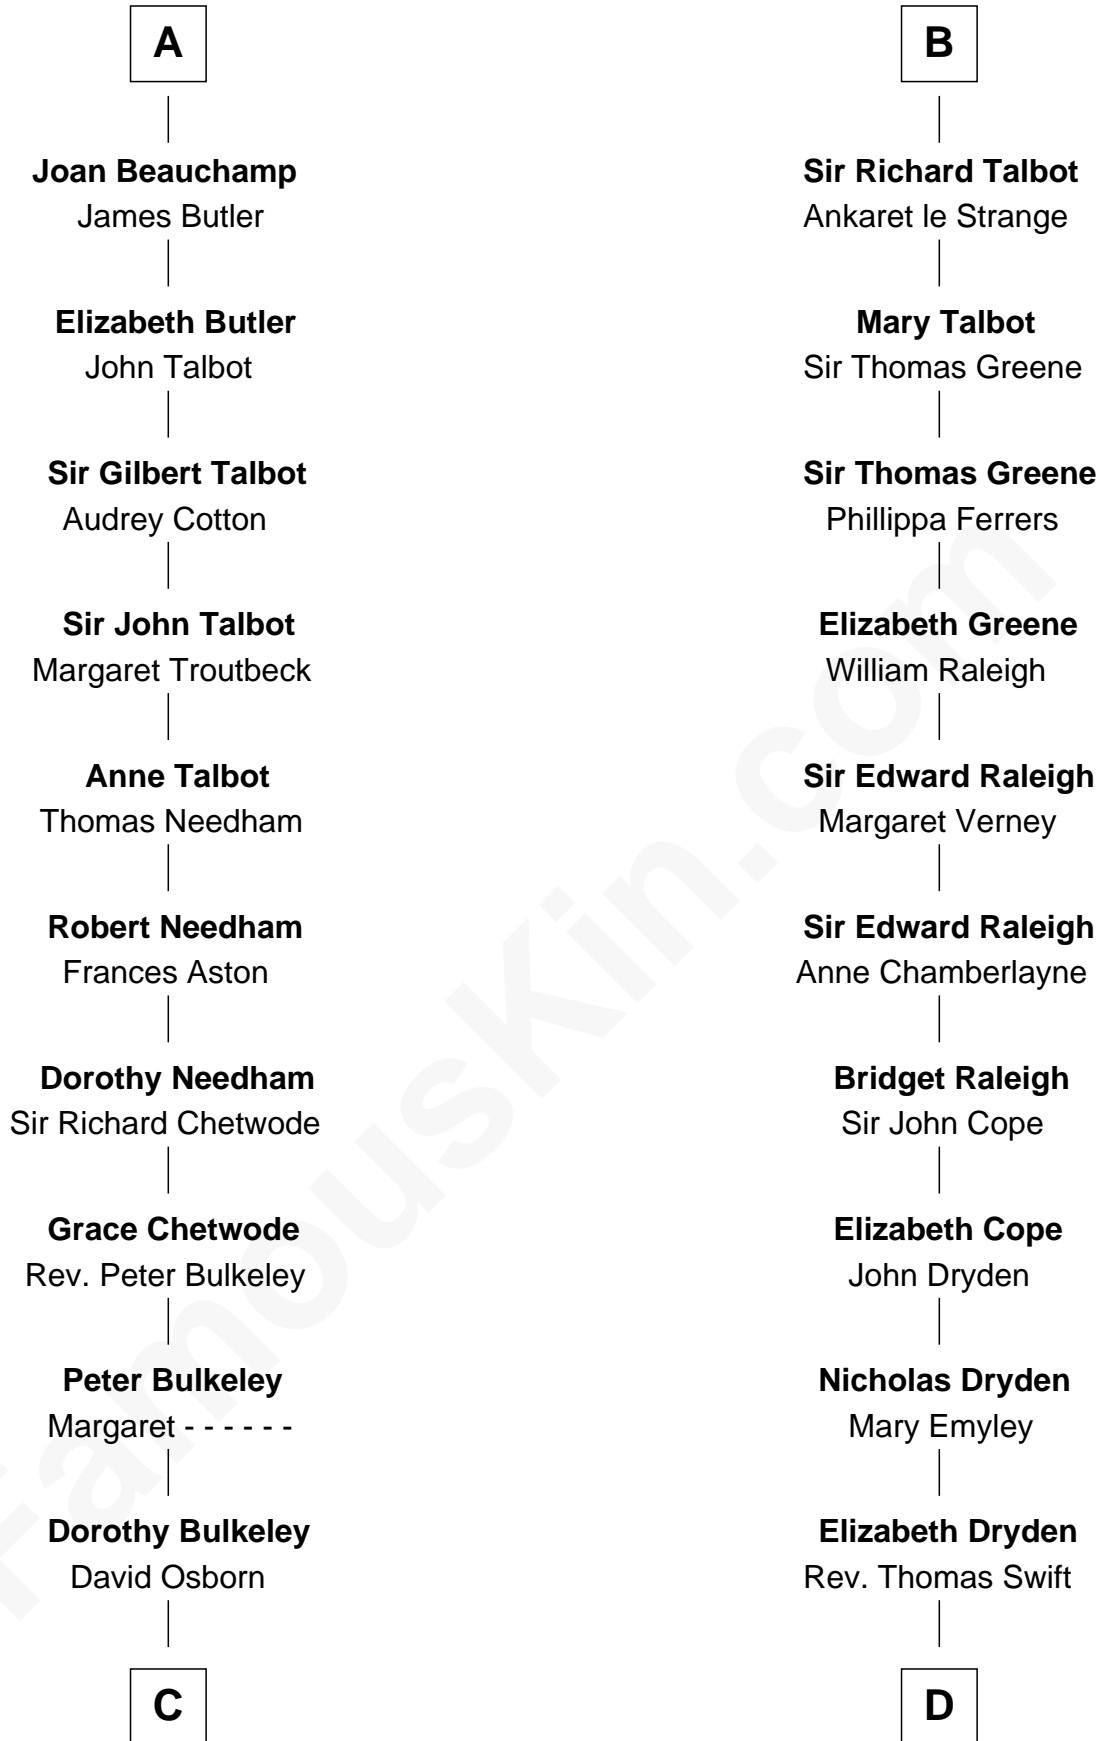 A
Joan Beauchamp
James Butler
Elizabeth Butler
John Talbot
Sir Gilbert Talbot
Audrey Cotton
Sir John Talbot
Margaret Troutbeck
Anne Talbot
Thomas Needham
Robert Needham
Frances Aston
Dorothy Needham
Sir Richard Chetwode
Grace Chetwode
Rev. Peter Bulkeley
Peter Bulkeley
Margaret - - - - - -
Dorothy Bulkeley
David Osborn
C
B
Sir Richard Talbot
Ankaret le Strange
Mary Talbot
Sir Thomas Greene
Sir Thomas Greene
Phillippa Ferrers
Elizabeth Greene
William Raleigh
Sir Edward Raleigh
Margaret Verney
Sir Edward Raleigh
Anne Chamberlayne
Bridget Raleigh
Sir John Cope
Elizabeth Cope
John Dryden
Nicholas Dryden
Mary Emyley
Elizabeth Dryden
Rev. Thomas Swift
D
FamousKin.com